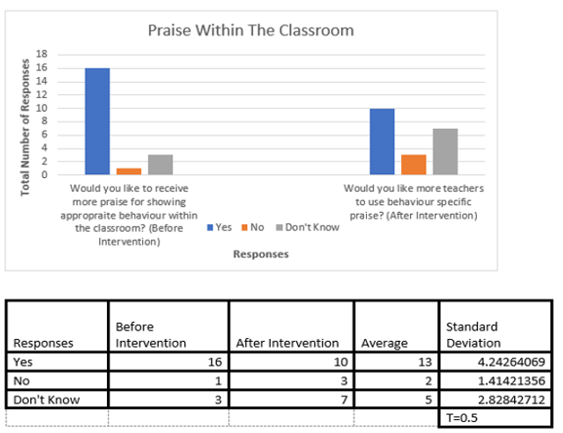 Praise Within The Classroom
Total Number of Responses
18
16
14
12
10
8
6
4
2
0
Would you like to receive
more praise for showing
appropraite behaviour within
the classroom? (Before
Intervention)
Would you like more teachers
to use behaviour specific
praise? (After Intervention)
Yes No Don't Know
Responses
Responses Before Intervention After Intervention Average Standard Deviation
Yes 16 10 13 4.24264069
No 1 3 2 1.41421356
Don't Know 3 7 5 2.82842712
T=0.5